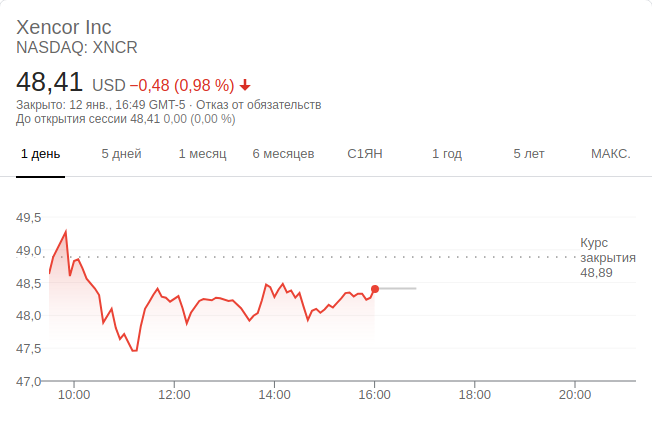 Xencor Inc
NASDAQ: XNCR
48,41 USD −0,48 (0,98 %)
Закрыто: 12 янв., 16:49 GMT-5 · Отказ от обязательств
До открытия сессии 48,41 0,00 (0,00 %)
1 день 5 дней 1 месяц 6 месяцев С1ЯН 1 год 5 лет МАКС.
49,5
49,0
48,5
48,0
47,5
47,0
Курс
закрытия
48,89
10:00 12:00 14:00 16:00 18:00 20:00